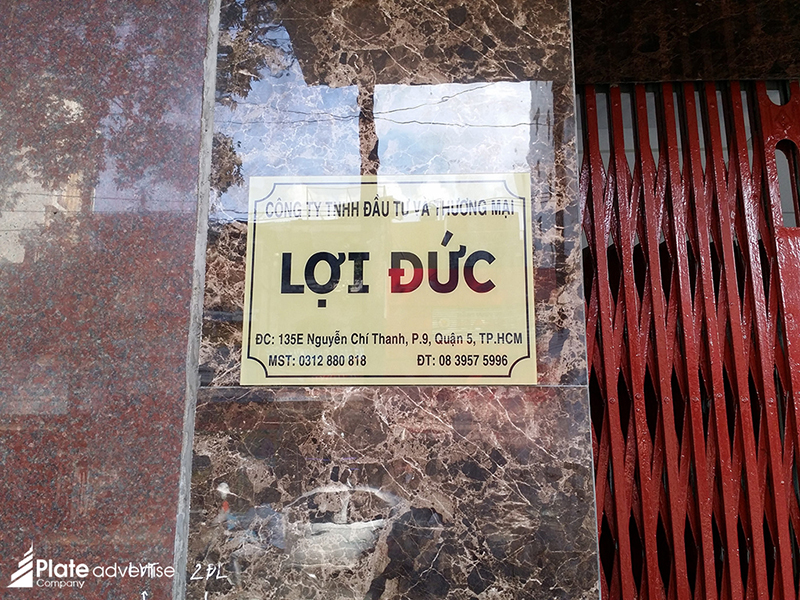 CÔNG TY TNHH ĐẦU TƯ VÀ THƯƠNG MẠI
LỢI ĐỨC
ĐC: 135E Nguyễn Chí Thanh, P.9, Quận 5, TP.HCM
MST: 0312 880 818 ĐT: 08 3957 5996
Plate advertise
Company